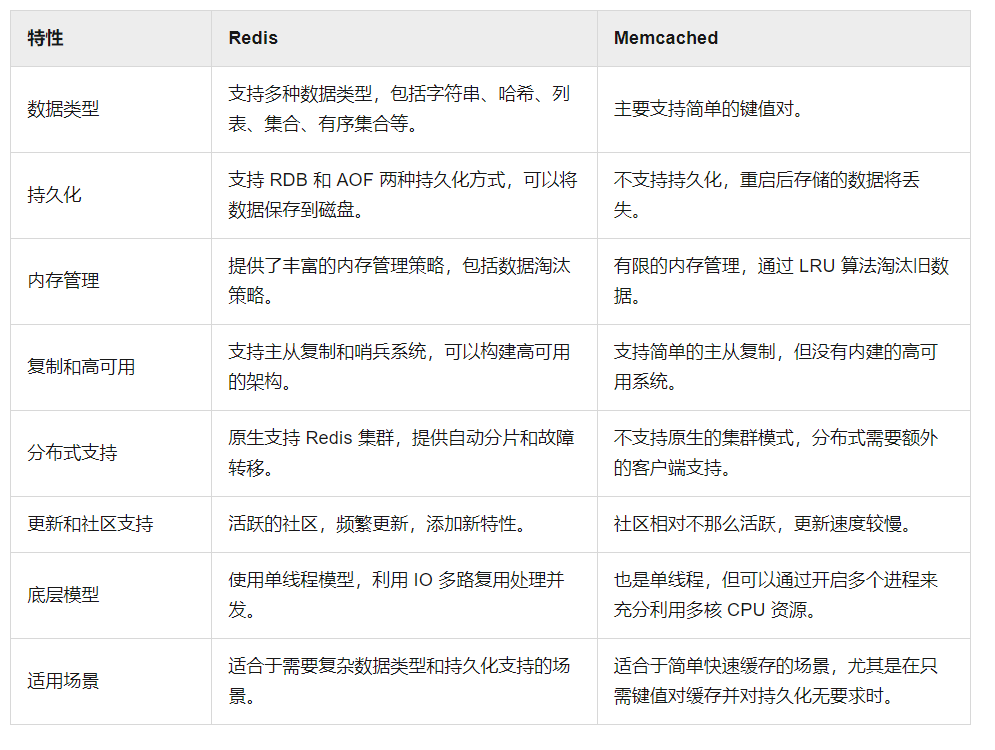 特性
Redis
Memcached
数据类型
支持多种数据类型，包括字符串、哈希、列
表、集合、有序集合等。
主要支持简单的键值对。
持久化
支持 RDB 和 AOF 两种持久化方式，可以将
数据保存到磁盘。
不支持持久化，重启后存储的数据将丢
失。
内存管理
提供了丰富的内存管理策略，包括数据淘汰
策略。
有限的内存管理，通过 LRU 算法淘汰旧数
据。
复制和高可用
支持主从复制和哨兵系统，可以构建高可用
的架构。
支持简单的主从复制，但没有内建的高可
用系统。
分布式支持
原生支持 Redis 集群，提供自动分片和故障
转移。
不支持原生的集群模式，分布式需要额外
的客户端支持。
更新和社区支持
活跃的社区，频繁更新，添加新特性。
社区相对不那么活跃，更新速度较慢。
底层模型
使用单线程模型，利用 IO 多路复用处理并
发。
也是单线程，但可以通过开启多个进程来
充分利用多核 CPU 资源。
适用场景
适合于需要复杂数据类型和持久化支持的场
景。
适合于简单快速缓存的场景，尤其是在只
需键值对缓存并对持久化无要求时。